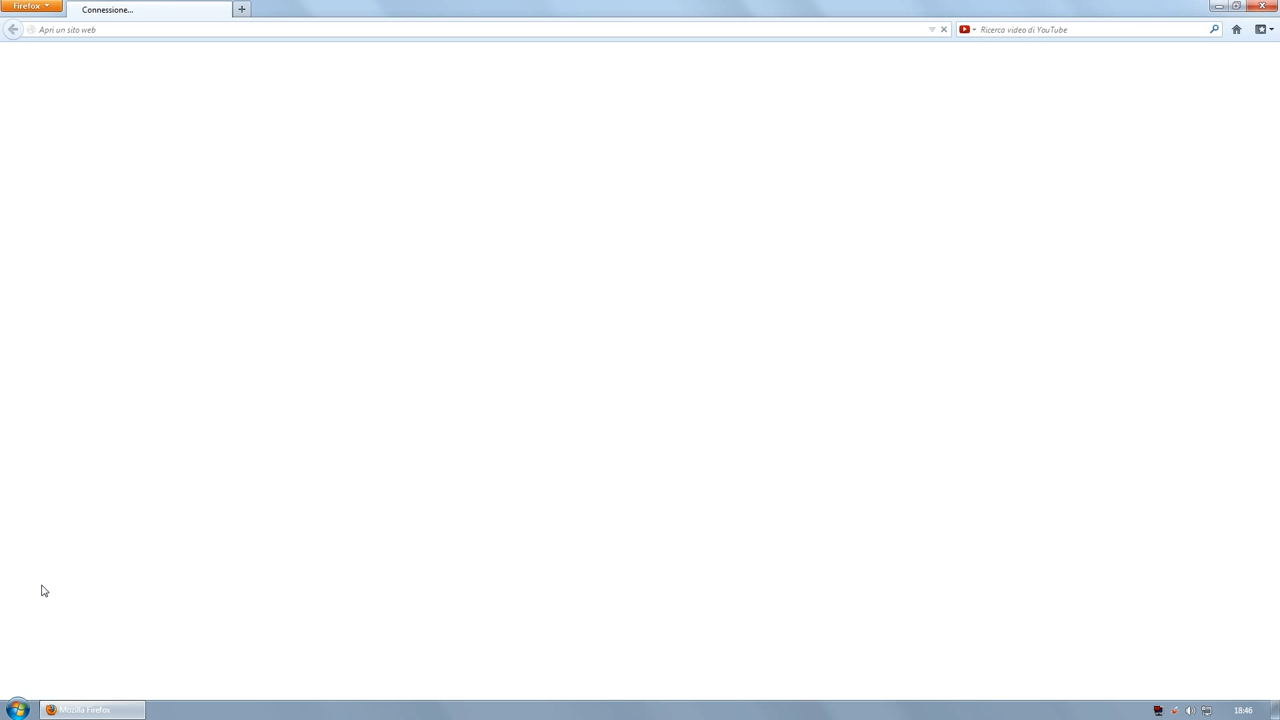 Firefox
Connessione...
Apri un sito web
Ricerca video di YouTube
Mozilla Firefox
18:46